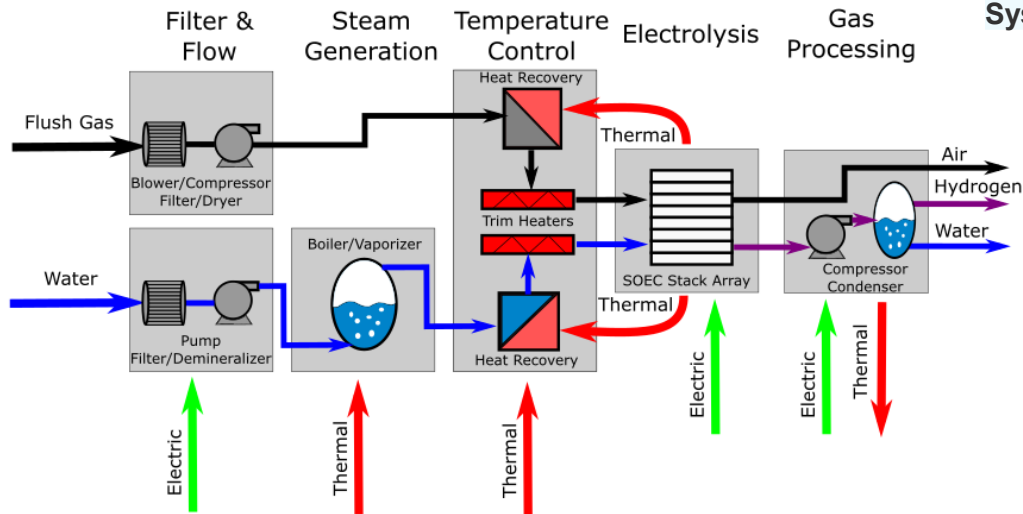 Filter &
Flow
Steam
Generation
Temperature
Control
Electrolysis
Gas
Processing
Sys
Flush Gas
Blower/Compressor
Filter/Dryer
Heat Recovery
Thermal
Trim Heaters
Air
Hydrogen
Water
Water
Pump
Filter/Demineralizer
Boiler/Vaporizer
Heat Recovery
Thermal
SOEC Stack Array
Compressor
Condenser
Electric
Thermal
Thermal
Electric
Electric
Thermal